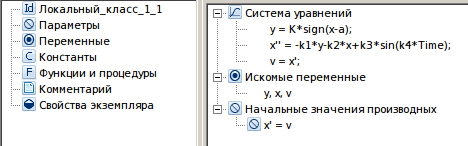 Локальный_класс_1_1
Параметры
Переменные
Константы
Функции и процедуры
Комментарий
Свойства экземпляра
Система уравнений
y = K*sign(x-a);
x'' = -k1*y-k2*x+k3*sin(k4*Time);
v = x';
Искомые переменные
y, x, v
Начальные значения производных
x' = v